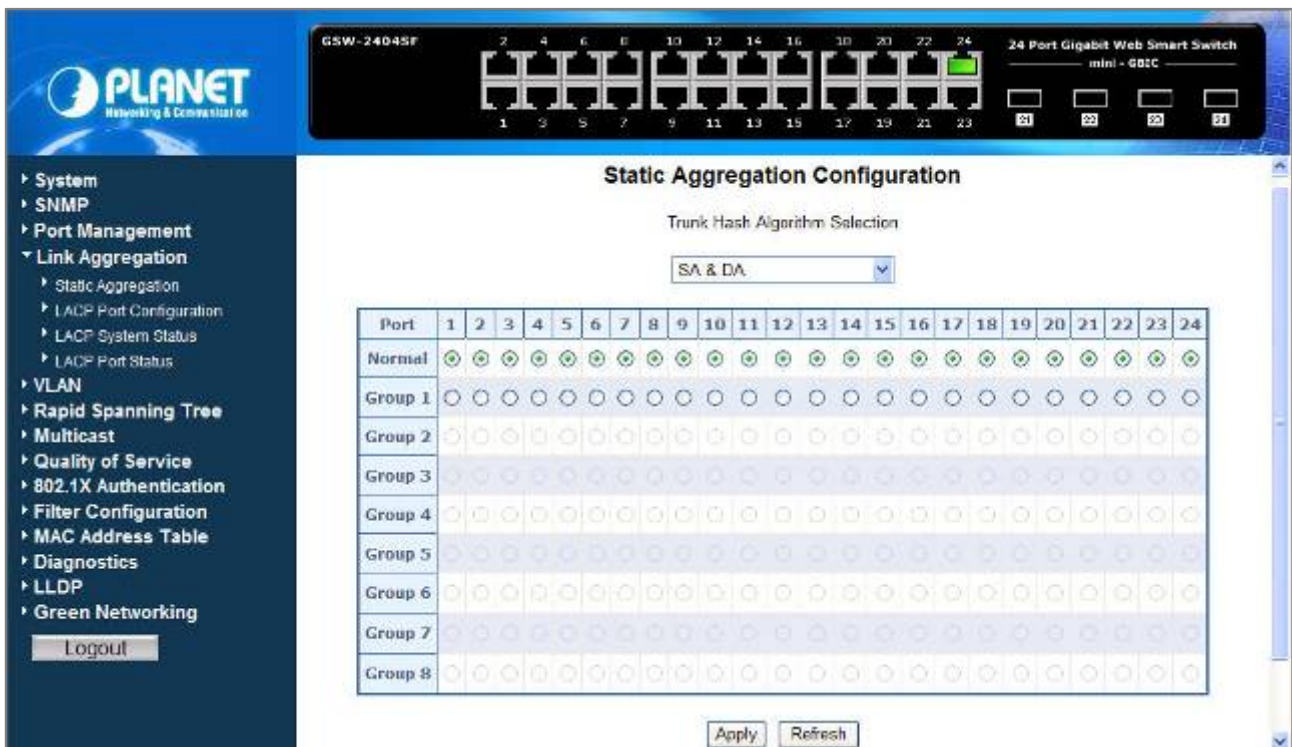 PLANET
Networking & Communication
GSW-2404SF
2 4 6 8 10 12 14 16 18 20 22 24
1 3 5 7 9 11 13 15 17 19 21 23
24 Port Gigabit Web Smart Switch
mini - GBIC
21 22 23 24
System
SNMP
Port Management
Link Aggregation
Static Aggregation
LACP Port Configuration
LACP System Status
LACP Port Status
VLAN
Rapid Spanning Tree
Multicast
Quality of Service
802.1X Authentication
Filter Configuration
MAC Address Table
Diagnostics
LLDP
Green Networking
Logout
Static Aggregation Configuration
Trunk Hash Algorithm Selection
SA & DA
Port 1 2 3 4 5 6 7 8 9 10 11 12 13 14 15 16 17 18 19 20 21 22 23 24
Normal
Group 1
Group 2
Group 3
Group 4
Group 5
Group 6
Group 7
Group 8
Apply Refresh